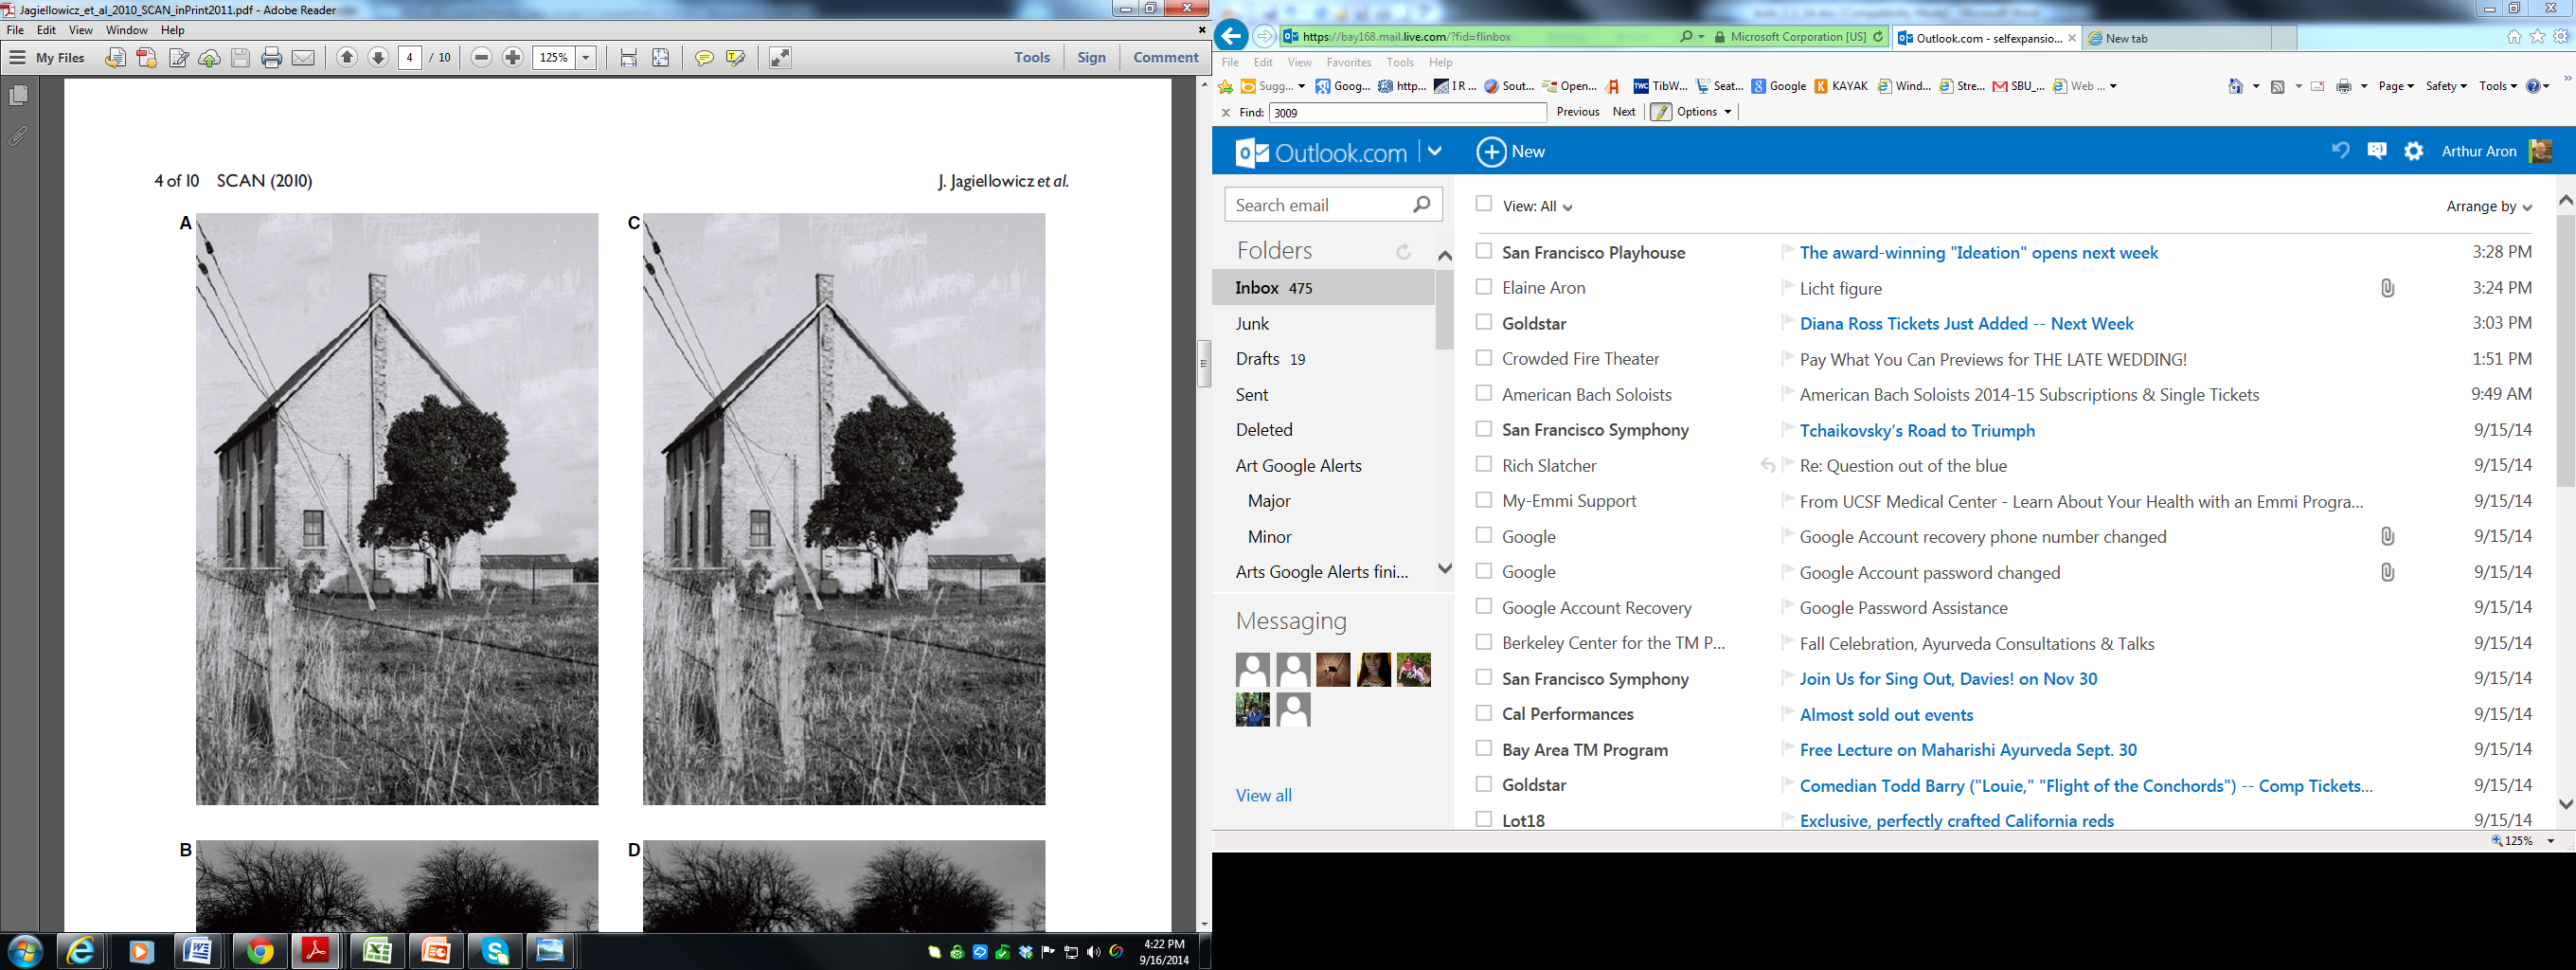 Jagiellowicz_et_al_2010_SCAN_inPrint2011.pdf - Adobe Reader
File Edit View Window Help
My Files 4 / 10 125% Tools Sign Comment
4 of 10 SCAN (2010) J. Jagiellowicz et al.
A C
B D
4:22 PM
9/16/2014
https://bay168.mail.live.com/?fid=flinbox Microsoft Corporation [US] Outlook.com - selfexpansio... New tab
File Edit View Favorites Tools Help
Sugg... Goog... http... I R ... Sout... Open... TibW... Seat... Google KAYAK Wind... Stre... SBU_... Web ... Page Safety Tools
Find: 3009 Previous Next Options
Outlook.com New Arthur Aron
Search email
Folders
Inbox 475
Junk
Drafts 19
Sent
Deleted
Art Google Alerts
Major
Minor
Arts Google Alerts fini...
Messaging
View all
View: All Arrange by
San Francisco Playhouse The award-winning "Ideation" opens next week 3:28 PM
Elaine Aron Licht figure 3:24 PM
Goldstar Diana Ross Tickets Just Added -- Next Week 3:03 PM
Crowded Fire Theater Pay What You Can Previews for THE LATE WEDDING! 1:51 PM
American Bach Soloists American Bach Soloists 2014-15 Subscriptions & Single Tickets 9:49 AM
San Francisco Symphony Tchaikovsky's Road to Triumph 9/15/14
Rich Slatcher Re: Question out of the blue 9/15/14
My-Emmi Support From UCSF Medical Center - Learn About Your Health with an Emmi Progra... 9/15/14
Google Google Account recovery phone number changed 9/15/14
Google Google Account password changed 9/15/14
Google Account Recovery Google Password Assistance 9/15/14
Berkeley Center for the TM P... Fall Celebration, Ayurveda Consultations & Talks 9/15/14
San Francisco Symphony Join Us for Sing Out, Davies! on Nov 30 9/15/14
Cal Performances Almost sold out events 9/15/14
Bay Area TM Program Free Lecture on Maharishi Ayurveda Sept. 30 9/15/14
Goldstar Comedian Todd Barry ("Louie," "Flight of the Conchords") -- Comp Tickets... 9/15/14
Lot18 Exclusive, perfectly crafted California reds 9/15/14
125%